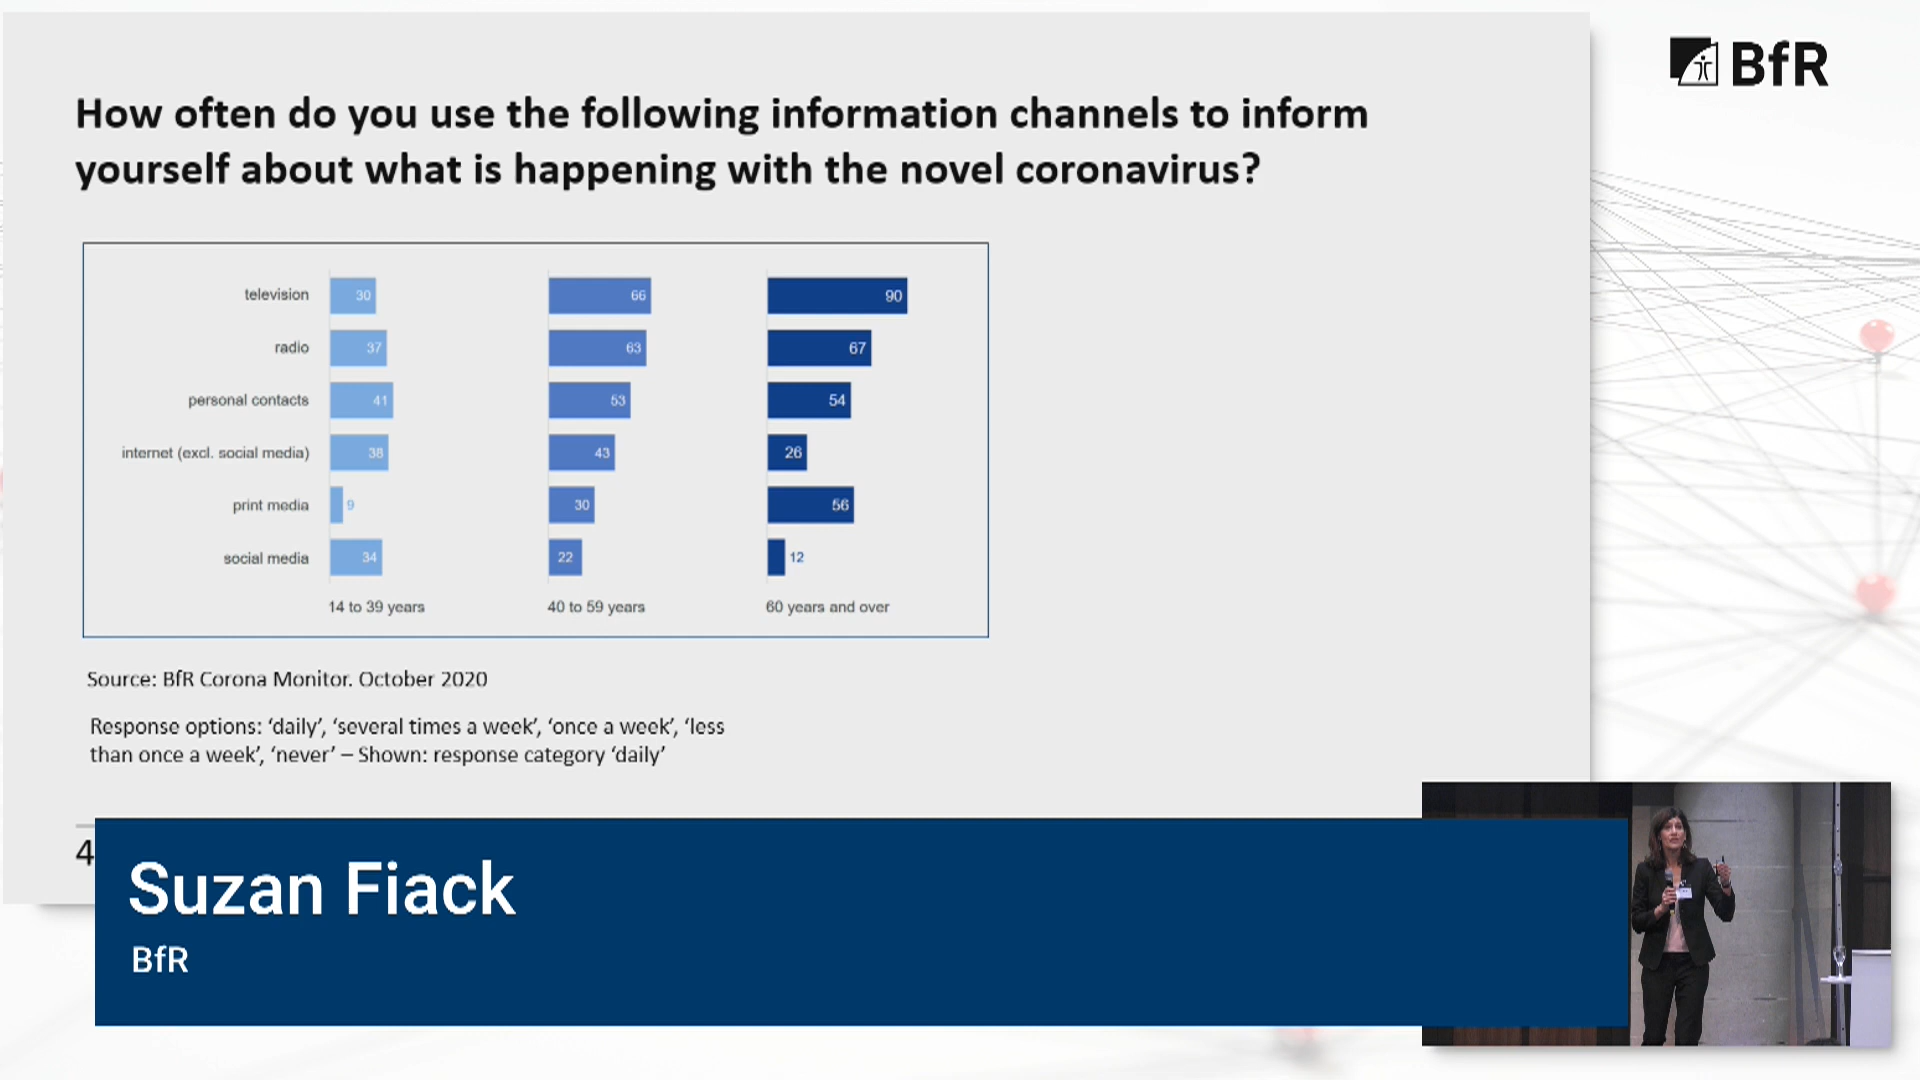 BfR
How often do you use the following information channels to inform
yourself about what is happening with the novel coronavirus?
television 30 66 90
radio 37 63 67
personal contacts 41 53 54
internet (excl. social media) 38 43 26
print media 9 30 56
social media 34 22 12
14 to 39 years 40 to 59 years 60 years and over
Source: BfR Corona Monitor. October 2020
Response options: ‘daily’, ‘several times a week’, ‘once a week’, ‘less
than once a week’, ‘never’ – Shown: response category ‘daily’
4
Suzan Fiack
BfR